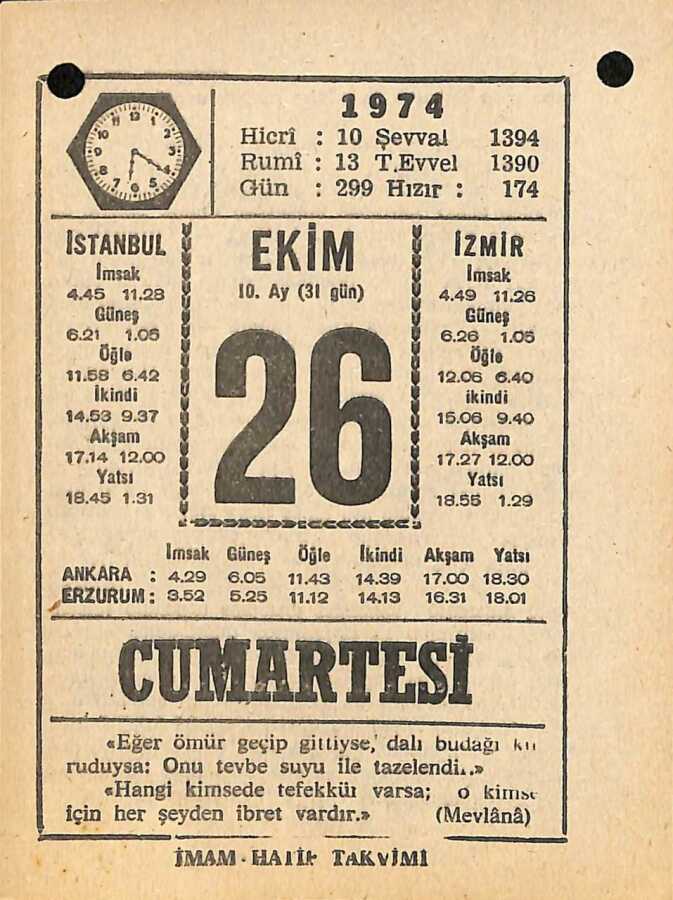 1974
Hicrî : 10 Şevval 1394
Rumî : 13 T.Evvel 1390
Gün : 299 Hızır : 174
İSTANBUL
İmsak
4.45 11.28
Güneş
6.21 1.06
Öğle
11.58 6.42
İkindi
14.53 9.37
Akşam
17.14 12.00
Yatsı
18.45 1.31
EKİM
10. Ay (31 gün)
26
İZMİR
İmsak
4.49 11.26
Güneş
6.26 1.05
Öğle
12.06 6.40
ikindi
15.06 9.40
Akşam
17.27 12.00
Yatsı
18.55 1.29
İmsak Güneş Öğle İkindi Akşam Yatsı
ANKARA : 4.29 6.05 11.43 14.39 17.00 18.30
ERZURUM : 3.52 5.25 11.12 14.13 16.31 18.01
CUMARTESİ
«Eğer ömür geçip gittiyse, dalı budağı ku
ruduysa: Onu tevbe suyu ile tazelendi..»
«Hangi kimsede tefekkür varsa; o kimse
için her şeyden ibret vardır.» (Mevlânâ)
İMAM - HATİP TAKVİMİ